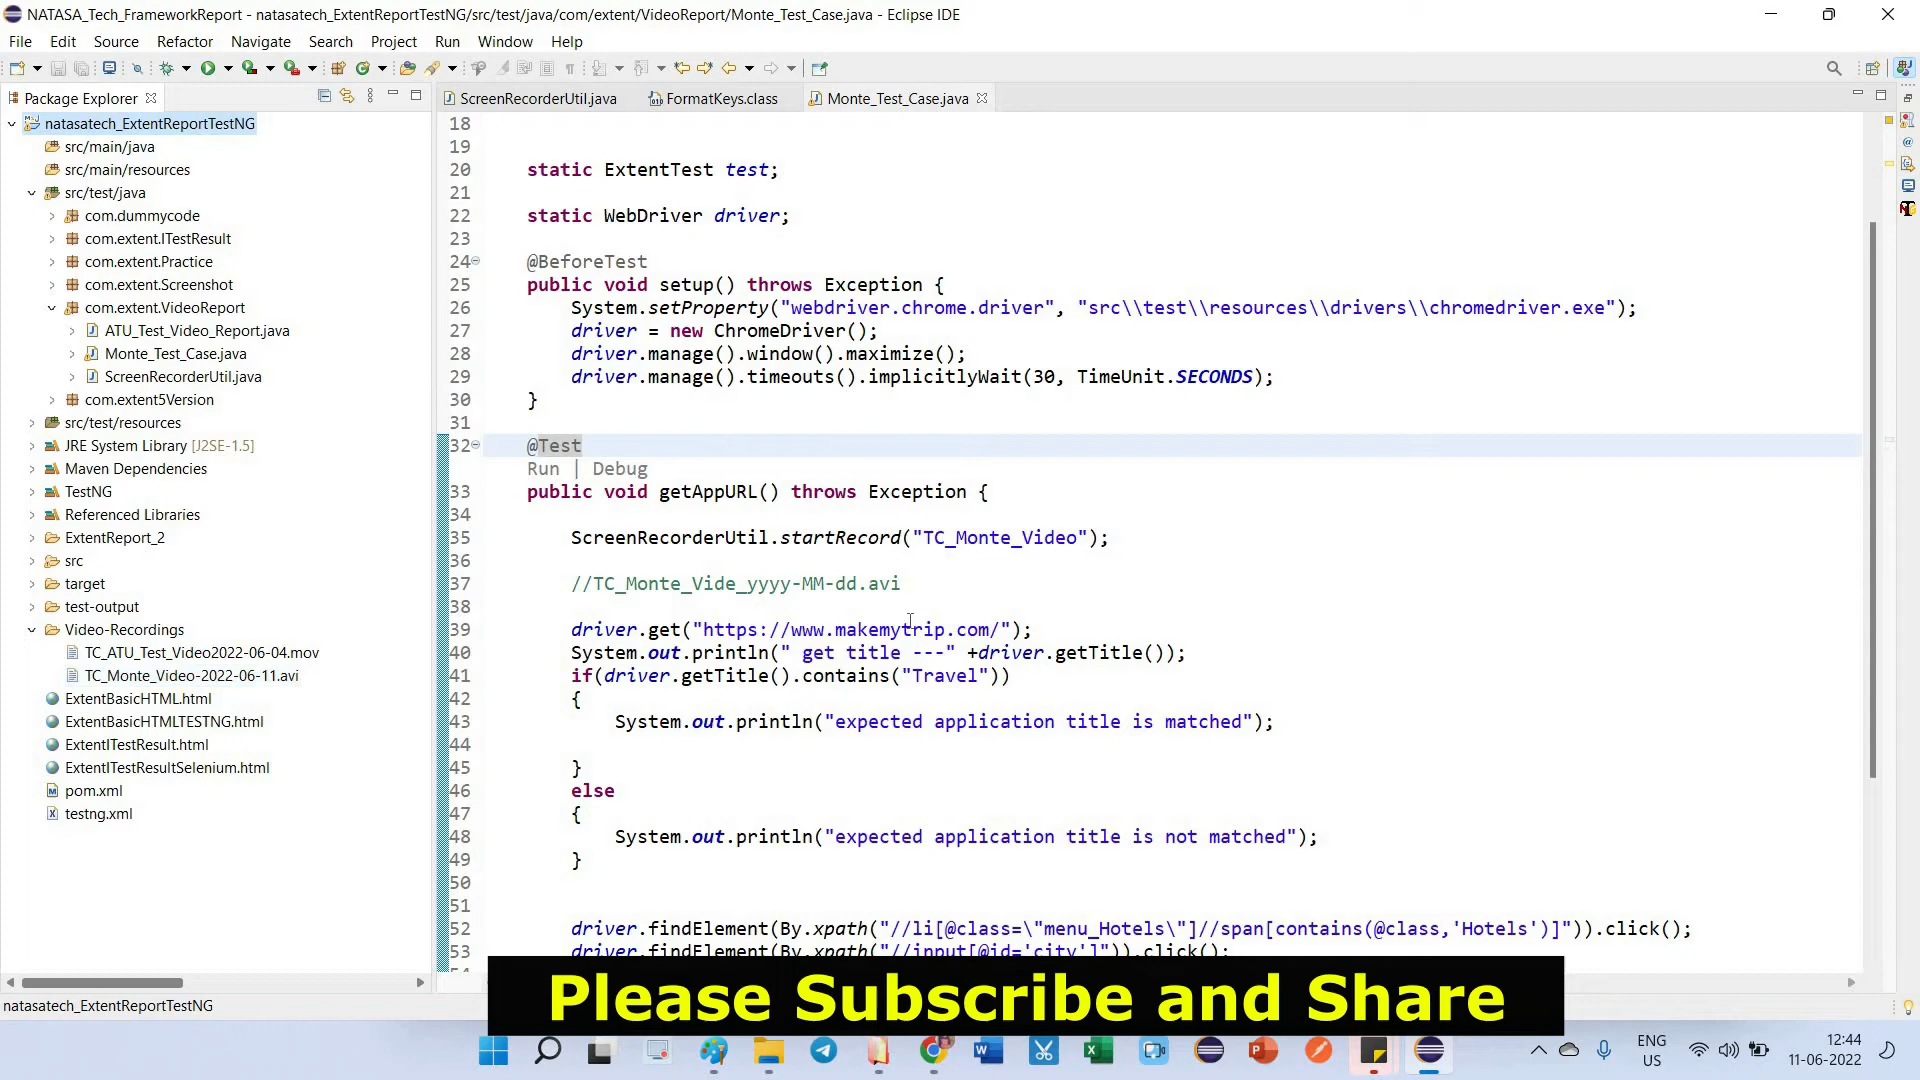 NATASA_Tech_FrameworkReport - natasatech_ExtentReportTestNG/src/test/java/com/extent/VideoReport/Monte_Test_Case.java - Eclipse IDE
File Edit Source Refactor Navigate Search Project Run Window Help
Package Explorer
natasatech_ExtentReportTestNG
src/main/java
src/main/resources
src/test/java
com.dummycode
com.extent.ITestResult
com.extent.Practice
com.extent.Screenshot
com.extent.VideoReport
ATU_Test_Video_Report.java
Monte_Test_Case.java
ScreenRecorderUtil.java
com.extent5Version
src/test/resources
JRE System Library [J2SE-1.5]
Maven Dependencies
TestNG
Referenced Libraries
ExtentReport_2
src
target
test-output
Video-Recordings
TC_ATU_Test_Video2022-06-04.mov
TC_Monte_Video-2022-06-11.avi
ExtentBasicHTML.html
ExtentBasicHTMLTESTNG.html
ExtentITestResult.html
ExtentITestResultSelenium.html
pom.xml
testng.xml
ScreenRecorderUtil.java FormatKeys.class Monte_Test_Case.java
18
19
20 static ExtentTest test;
21
22 static WebDriver driver;
23
24 @BeforeTest
25 public void setup() throws Exception {
26 System.setProperty("webdriver.chrome.driver", "src\\test\\resources\\drivers\\chromedriver.exe");
27 driver = new ChromeDriver();
28 driver.manage().window().maximize();
29 driver.manage().timeouts().implicitlyWait(30, TimeUnit.SECONDS);
30 }
31
32 @Test
Run | Debug
33 public void getAppURL() throws Exception {
34
35 ScreenRecorderUtil.startRecord("TC_Monte_Video");
36
37 //TC_Monte_Vide_yyyy-MM-dd.avi
38
39 driver.get("https://www.makemytrip.com/");
40 System.out.println(" get title ---" +driver.getTitle());
41 if(driver.getTitle().contains("Travel"))
42 {
43 System.out.println("expected application title is matched");
44
45 }
46 else
47 {
48 System.out.println("expected application title is not matched");
49 }
50
51
52 driver.findElement(By.xpath("//li[@class=\"menu_Hotels\"]//span[contains(@class,'Hotels')]")).click();
53 driver.findElement(By.xpath("//input[@id='city']")).click();
natasatech_ExtentReportTestNG
Please Subscribe and Share
ENG
US
12:44
11-06-2022